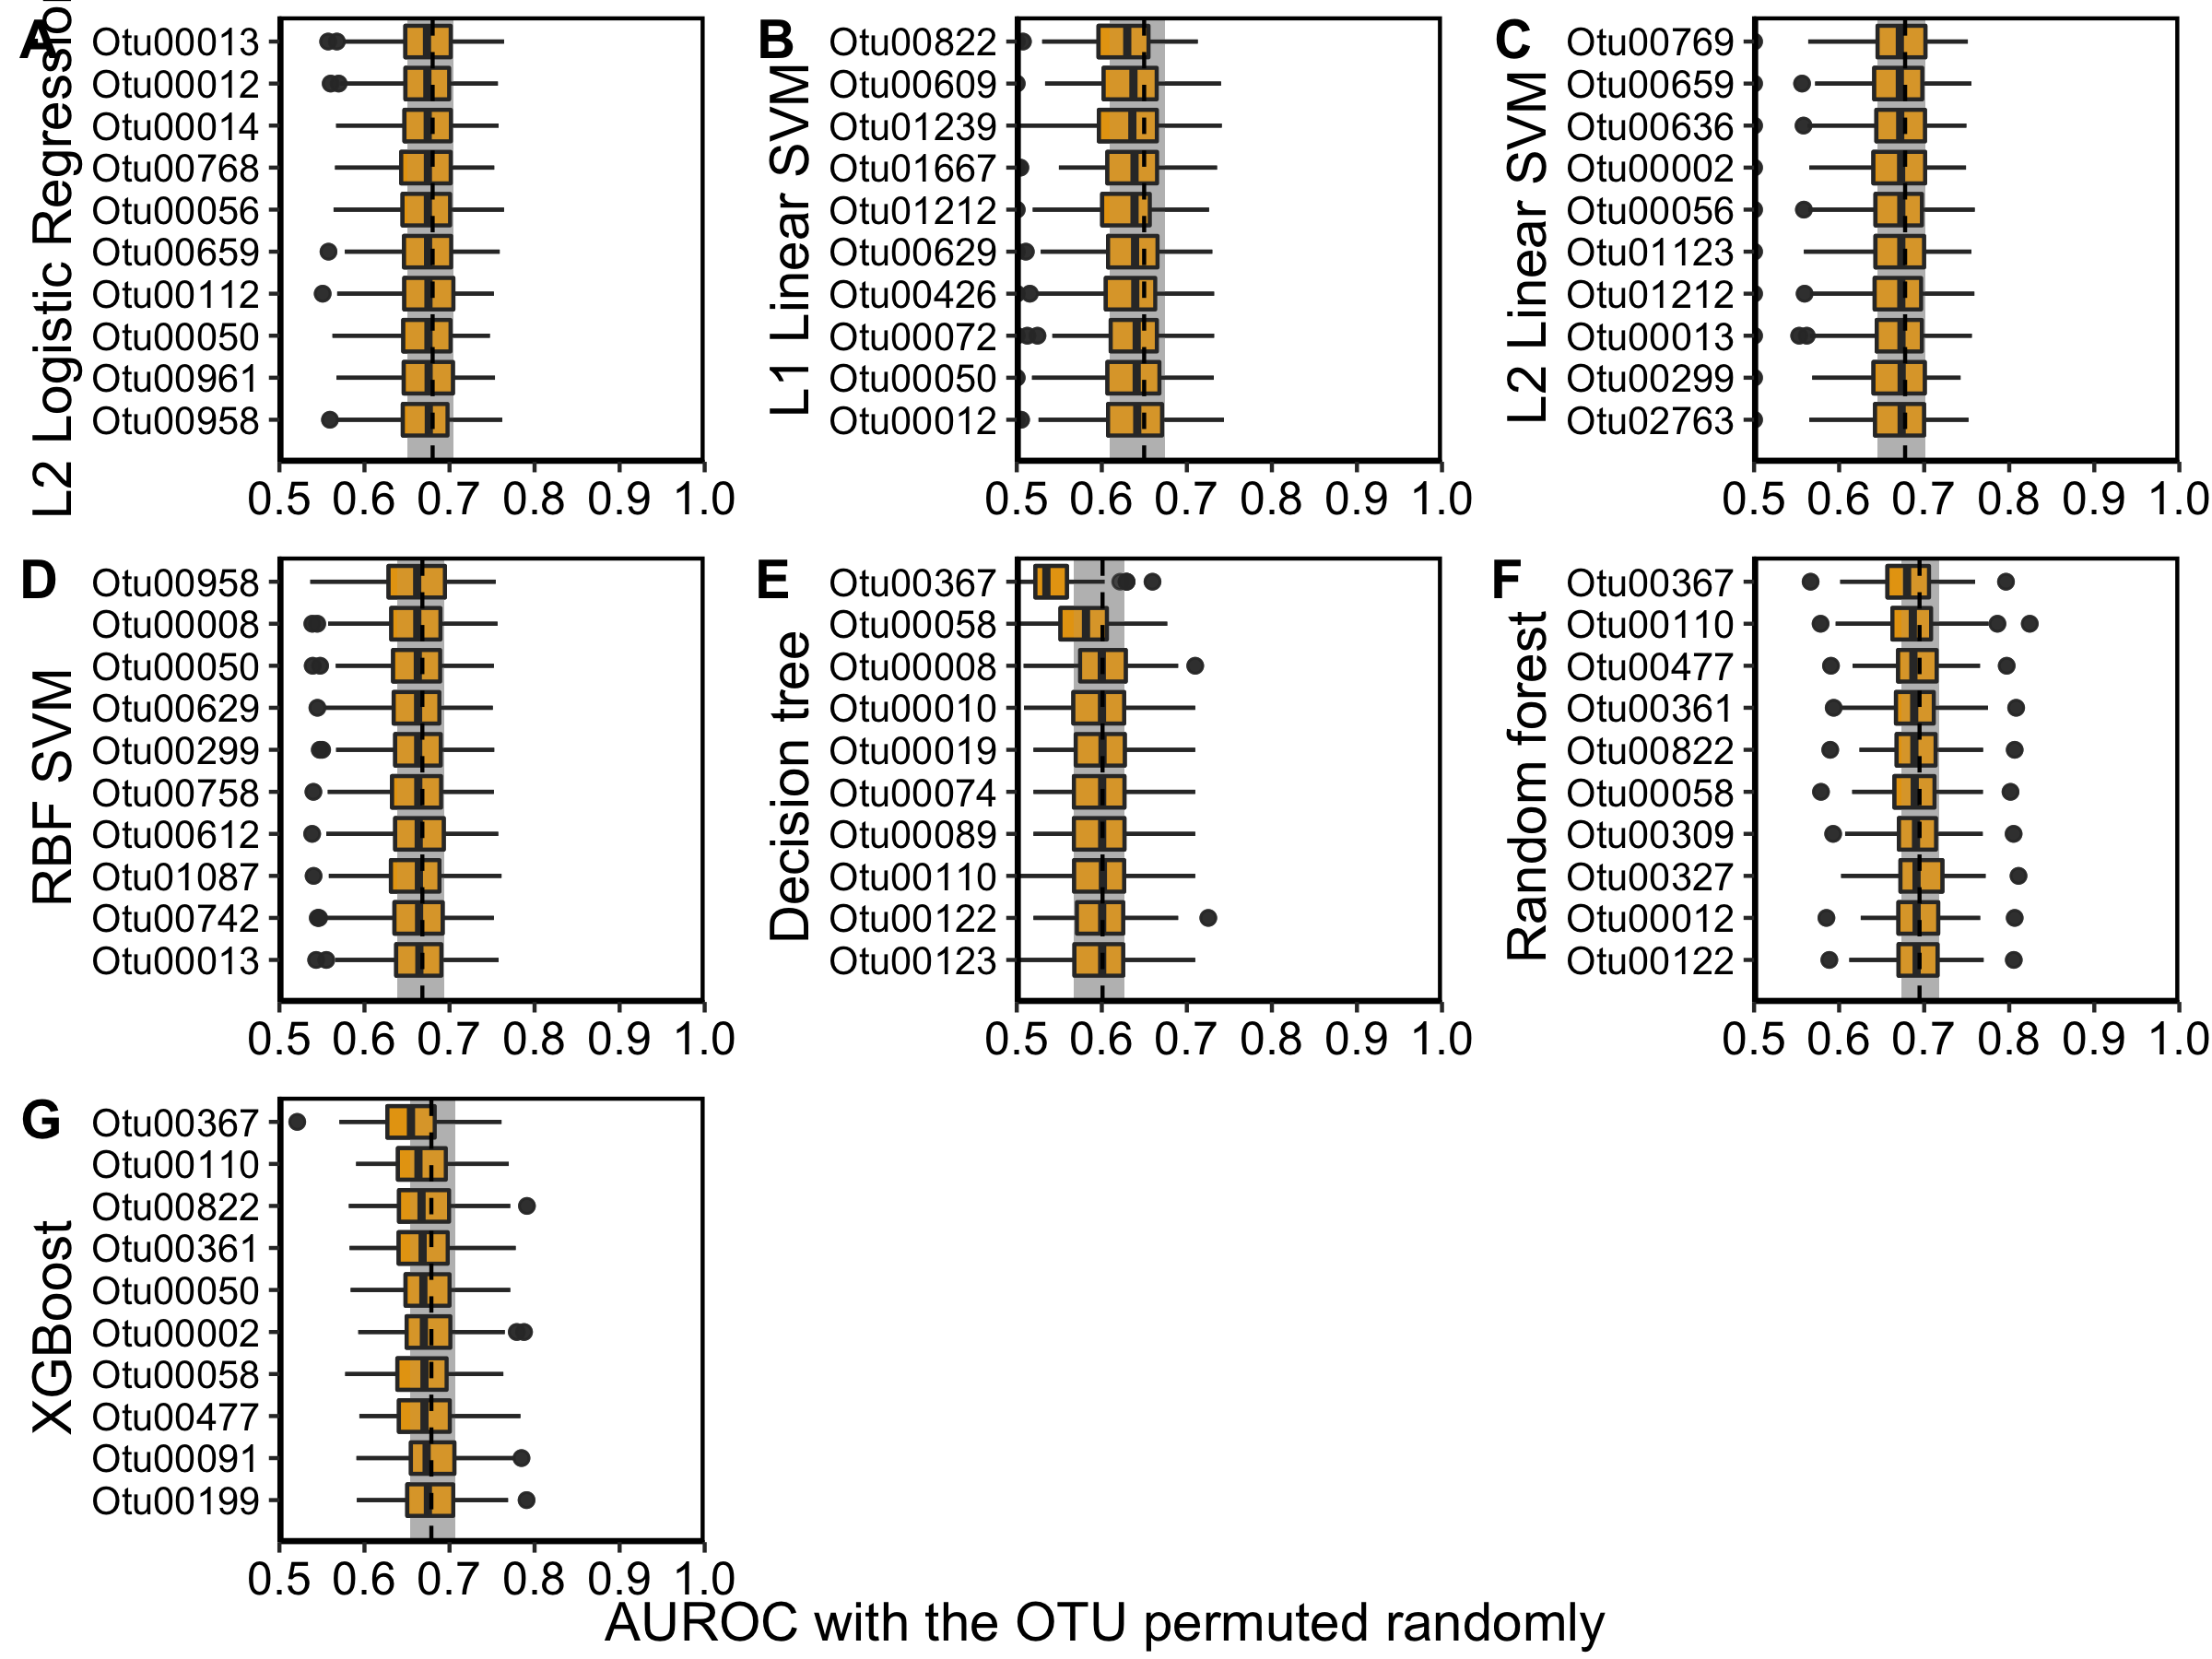 A
L2 Logistic Regression
Otu00013
Otu00012
Otu00014
Otu00768
Otu00056
Otu00659
Otu00112
Otu00050
Otu00961
Otu00958
0.5 0.6 0.7 0.8 0.9 1.0
B
L1 Linear SVM
Otu00822
Otu00609
Otu01239
Otu01667
Otu01212
Otu00629
Otu00426
Otu00072
Otu00050
Otu00012
0.5 0.6 0.7 0.8 0.9 1.0
C
L2 Linear SVM
Otu00769
Otu00659
Otu00636
Otu00002
Otu00056
Otu01123
Otu01212
Otu00013
Otu00299
Otu02763
0.5 0.6 0.7 0.8 0.9 1.0
D
RBF SVM
Otu00958
Otu00008
Otu00050
Otu00629
Otu00299
Otu00758
Otu00612
Otu01087
Otu00742
Otu00013
0.5 0.6 0.7 0.8 0.9 1.0
E
Decision tree
Otu00367
Otu00058
Otu00008
Otu00010
Otu00019
Otu00074
Otu00089
Otu00110
Otu00122
Otu00123
0.5 0.6 0.7 0.8 0.9 1.0
F
Random forest
Otu00367
Otu00110
Otu00477
Otu00361
Otu00822
Otu00058
Otu00309
Otu00327
Otu00012
Otu00122
0.5 0.6 0.7 0.8 0.9 1.0
G
XGBoost
Otu00367
Otu00110
Otu00822
Otu00361
Otu00050
Otu00002
Otu00058
Otu00477
Otu00091
Otu00199
0.5 0.6 0.7 0.8 0.9 1.0
AUROC with the OTU permuted randomly